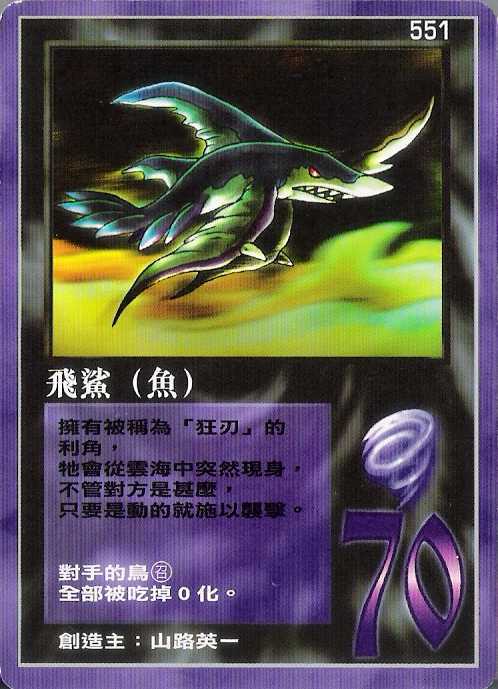 551
飛鯊（魚）
擁有被稱為「狂刃」的
利角，
牠會從雲海中突然現身，
不管對方是甚麼，
只要是動的就施以襲擊。
對手的鳥㊁召
全部被吃掉0化。
創造主：山路英一
70